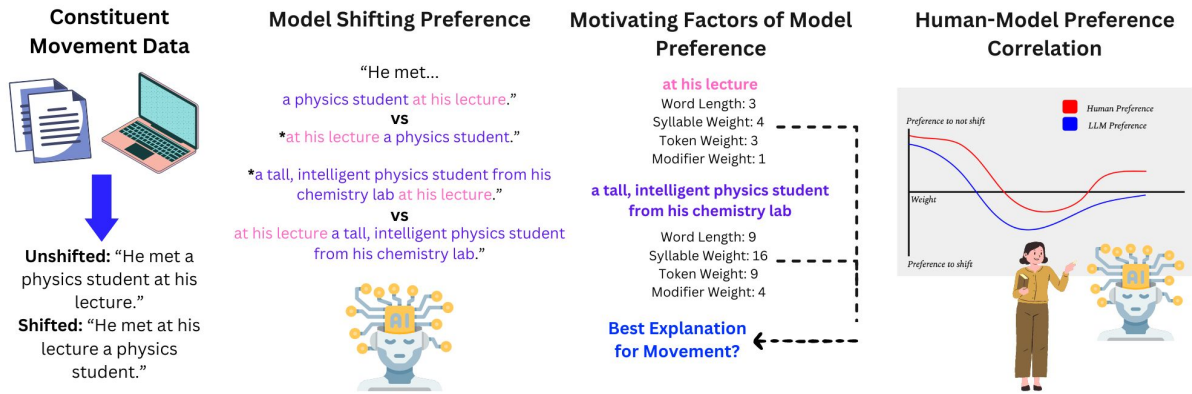 Constituent
Movement Data
Unshifted: “He met a
physics student at his
lecture.”
Shifted: “He met at his
lecture a physics
student.”
Model Shifting Preference
“He met...
a physics student at his lecture.”
vs
*at his lecture a physics student.”
*a tall, intelligent physics student from his
chemistry lab at his lecture.”
vs
at his lecture a tall, intelligent physics student
from his chemistry lab.”
AI
Motivating Factors of Model
Preference
at his lecture
Word Length: 3
Syllable Weight: 4
Token Weight: 3
Modifier Weight: 1
a tall, intelligent physics student
from his chemistry lab
Word Length: 9
Syllable Weight: 16
Token Weight: 9
Modifier Weight: 4
Best Explanation
for Movement?
Human-Model Preference
Correlation
Human Preference
LLM Preference
Preference to not shift
Weight
Preference to shift
AI